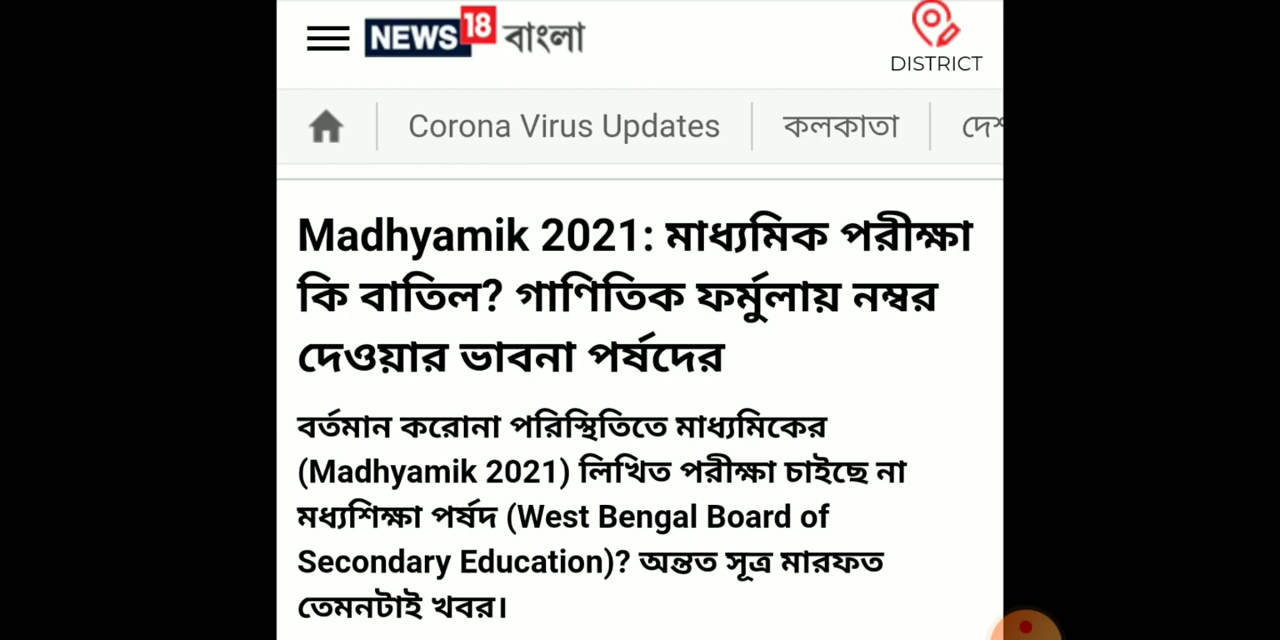 NEWS 18 বাংলা
DISTRICT
Corona Virus Updates কলকাতা
Madhyamik 2021: মাধ্যমিক পরীক্ষা
কি বাতিল? গাণিতিক ফর্মুলায় নম্বর
দেওয়ার ভাবনা পর্ষদের
বর্তমান করোনা পরিস্থিতিতে মাধ্যমিকের
(Madhyamik 2021) লিখিত পরীক্ষা চাইছে না
মধ্যশিক্ষা পর্ষদ (West Bengal Board of
Secondary Education)? অন্তত সূত্র মারফত
তেমনটাই খবর।